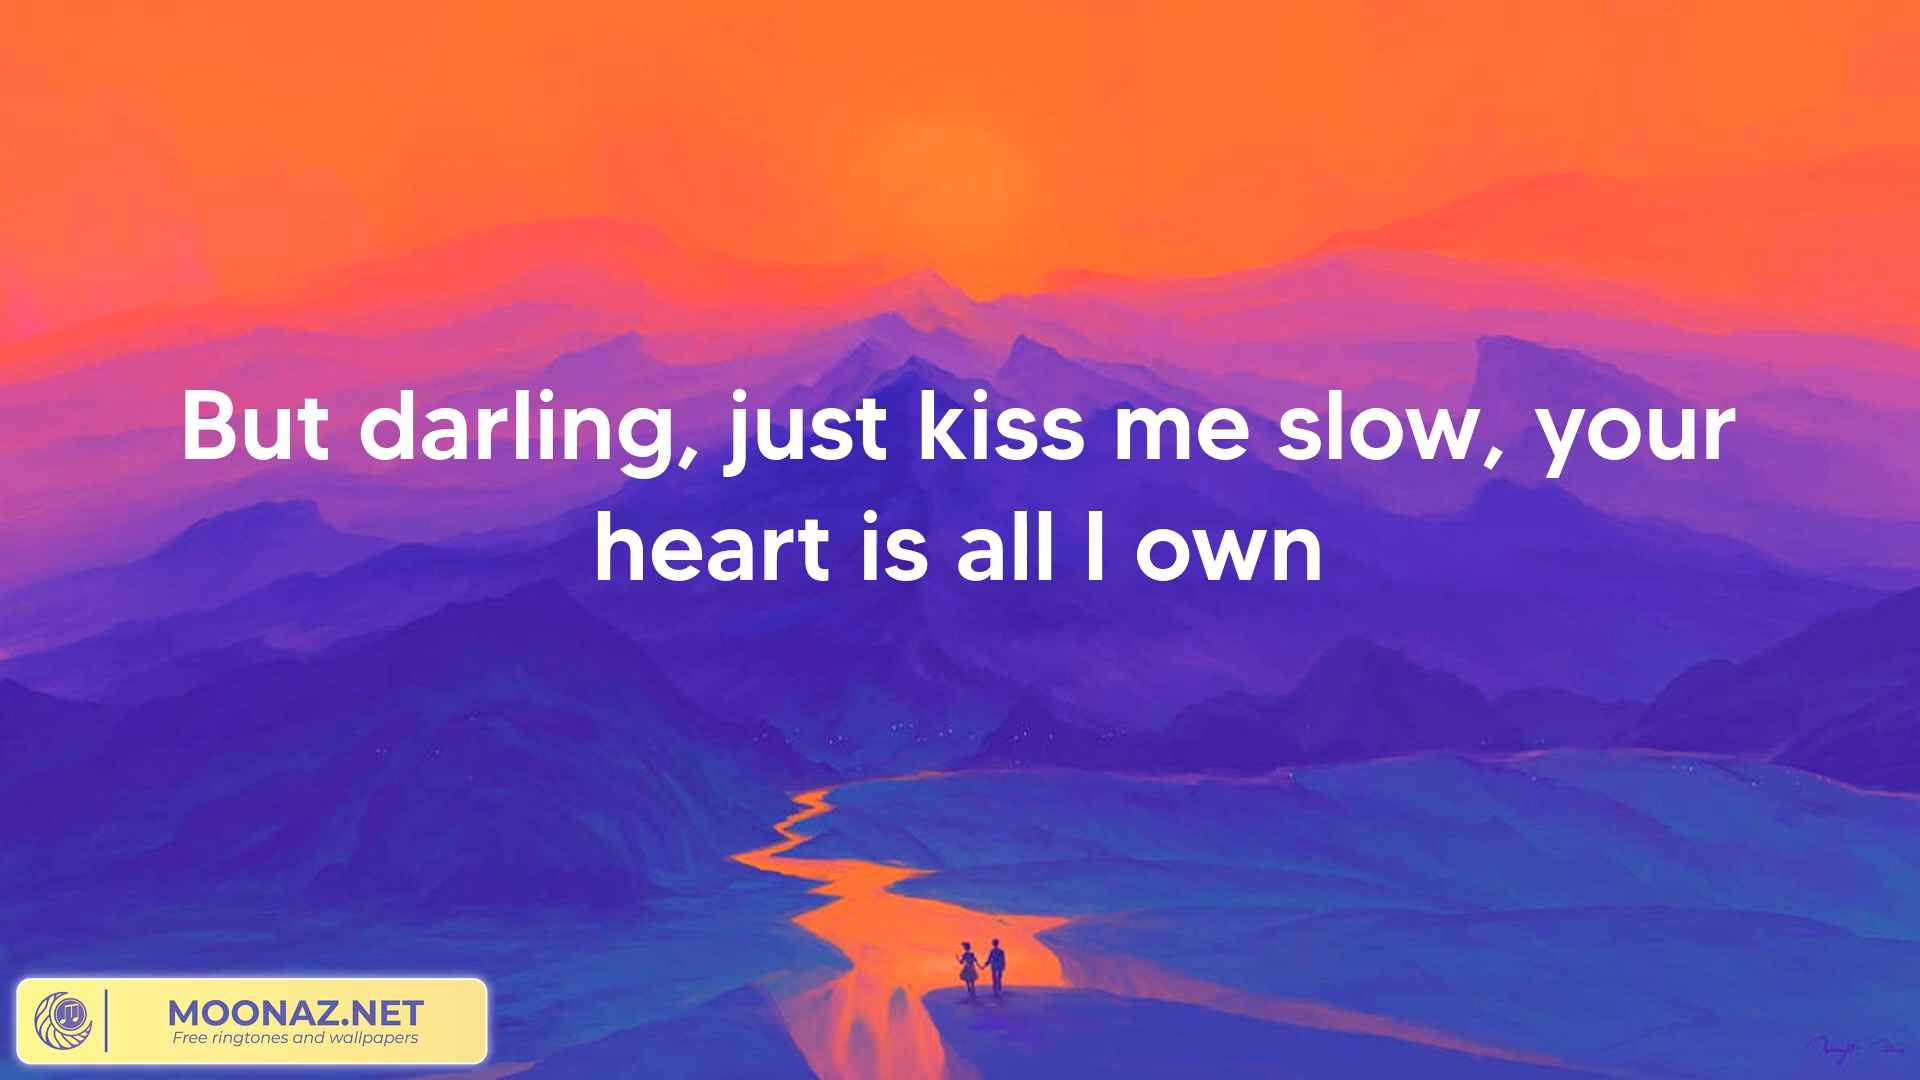 But darling, just kiss me slow, your
heart is all I own
MOONAZ.NET
Free ringtones and wallpapers